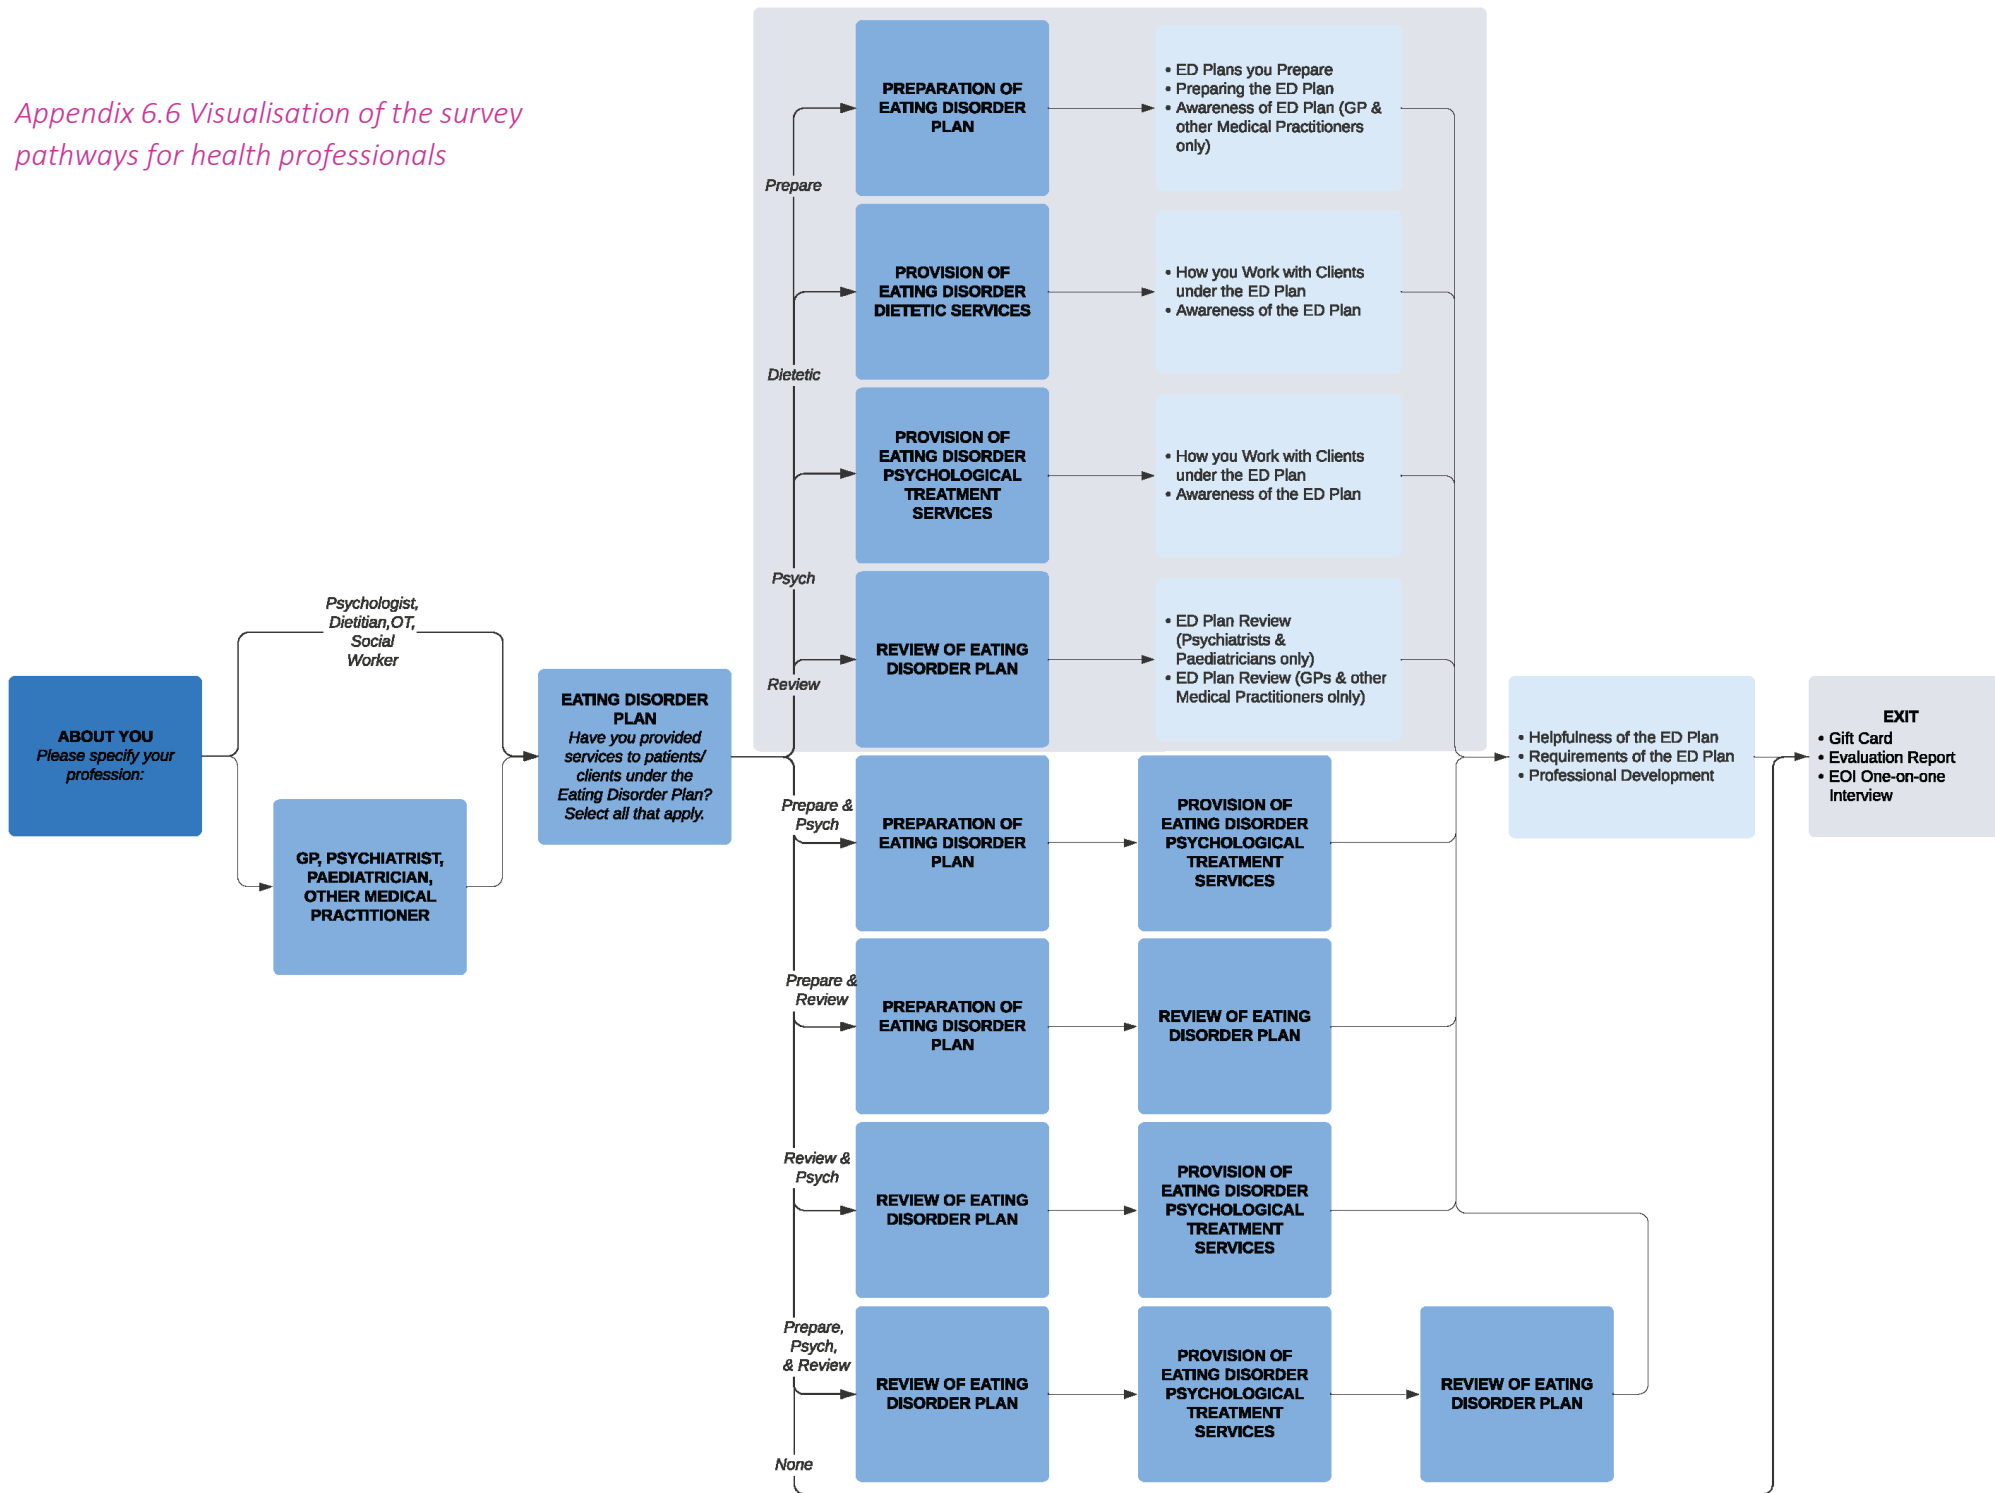 Appendix 6.6 Visualisation of the survey
pathways for health professionals
ABOUT YOU
Please specify your
profession:
Psychologist,
Dietitian,OT,
Social
Worker
GP, PSYCHIATRIST,
PAEDIATRICIAN,
OTHER MEDICAL
PRACTITIONER
EATING DISORDER
PLAN
Have you provided
services to patients/
clients under the
Eating Disorder Plan?
Select all that apply.
Prepare
PREPARATION OF
EATING DISORDER
PLAN
• ED Plans you Prepare
• Preparing the ED Plan
• Awareness of ED Plan (GP &
other Medical Practitioners
only)
Dietetic
PROVISION OF
EATING DISORDER
DIETETIC SERVICES
• How you Work with Clients
under the ED Plan
• Awareness of the ED Plan
Psych
PROVISION OF
EATING DISORDER
PSYCHOLOGICAL
TREATMENT
SERVICES
• How you Work with Clients
under the ED Plan
• Awareness of the ED Plan
Review
REVIEW OF EATING
DISORDER PLAN
• ED Plan Review
(Psychiatrists &
Paediatricians only)
• ED Plan Review (GPs & other
Medical Practitioners olnly)
Prepare &
Psych
PREPARATION OF
EATING DISORDER
PLAN
PROVISION OF
EATING DISORDER
PSYCHOLOGICAL
TREATMENT
SERVICES
Prepare &
Review
PREPARATION OF
EATING DISORDER
PLAN
REVIEW OF EATING
DISORDER PLAN
Review &
Psych
REVIEW OF EATING
DISORDER PLAN
PROVISION OF
EATING DISORDER
PSYCHOLOGICAL
TREATMENT
SERVICES
Prepare,
Psych,
& Review
REVIEW OF EATING
DISORDER PLAN
PROVISION OF
EATING DISORDER
PSYCHOLOGICAL
TREATMENT
SERVICES
REVIEW OF EATING
DISORDER PLAN
None
• Helpfulness of the ED Plan
• Requirements of the ED Plan
• Professional Development
EXIT
• Gift Card
• Evaluation Report
• EOI One-on-one
Interview